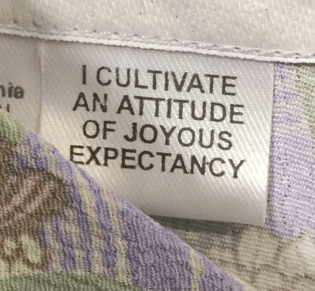 I CULTIVATE
AN ATTITUDE
OF JOYOUS
EXPECTANCY